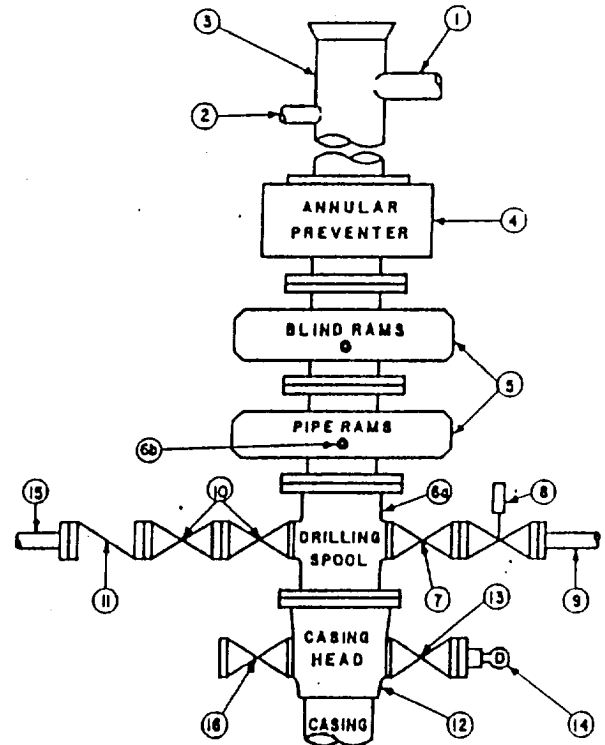 1
3
2
ANNULAR
PREVENTER
4
BLIND RAMS
5
PIPE RAMS
6b
15
10
6a
8
DRILLING
SPOOL
11
7
9
13
CASING
HEAD
16
12
14
CASING